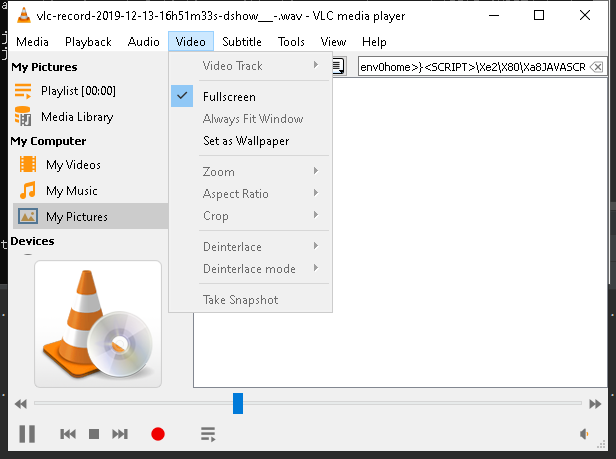 vlc-record-2019-12-13-16h51m33s-dshow___-.wav - VLC media player
Media Playback Audio Video Subtitle Tools View Help
My Pictures
Playlist [00:00]
Media Library
My Computer
My Videos
My Music
My Pictures
Devices
Video Track
Fullscreen
Always Fit Window
Set as Wallpaper
Zoom
Aspect Ratio
Crop
Deinterlace
Deinterlace mode
Take Snapshot
env0home>}<SCRIPT>\Xe2\X80\Xa8JAVASCR